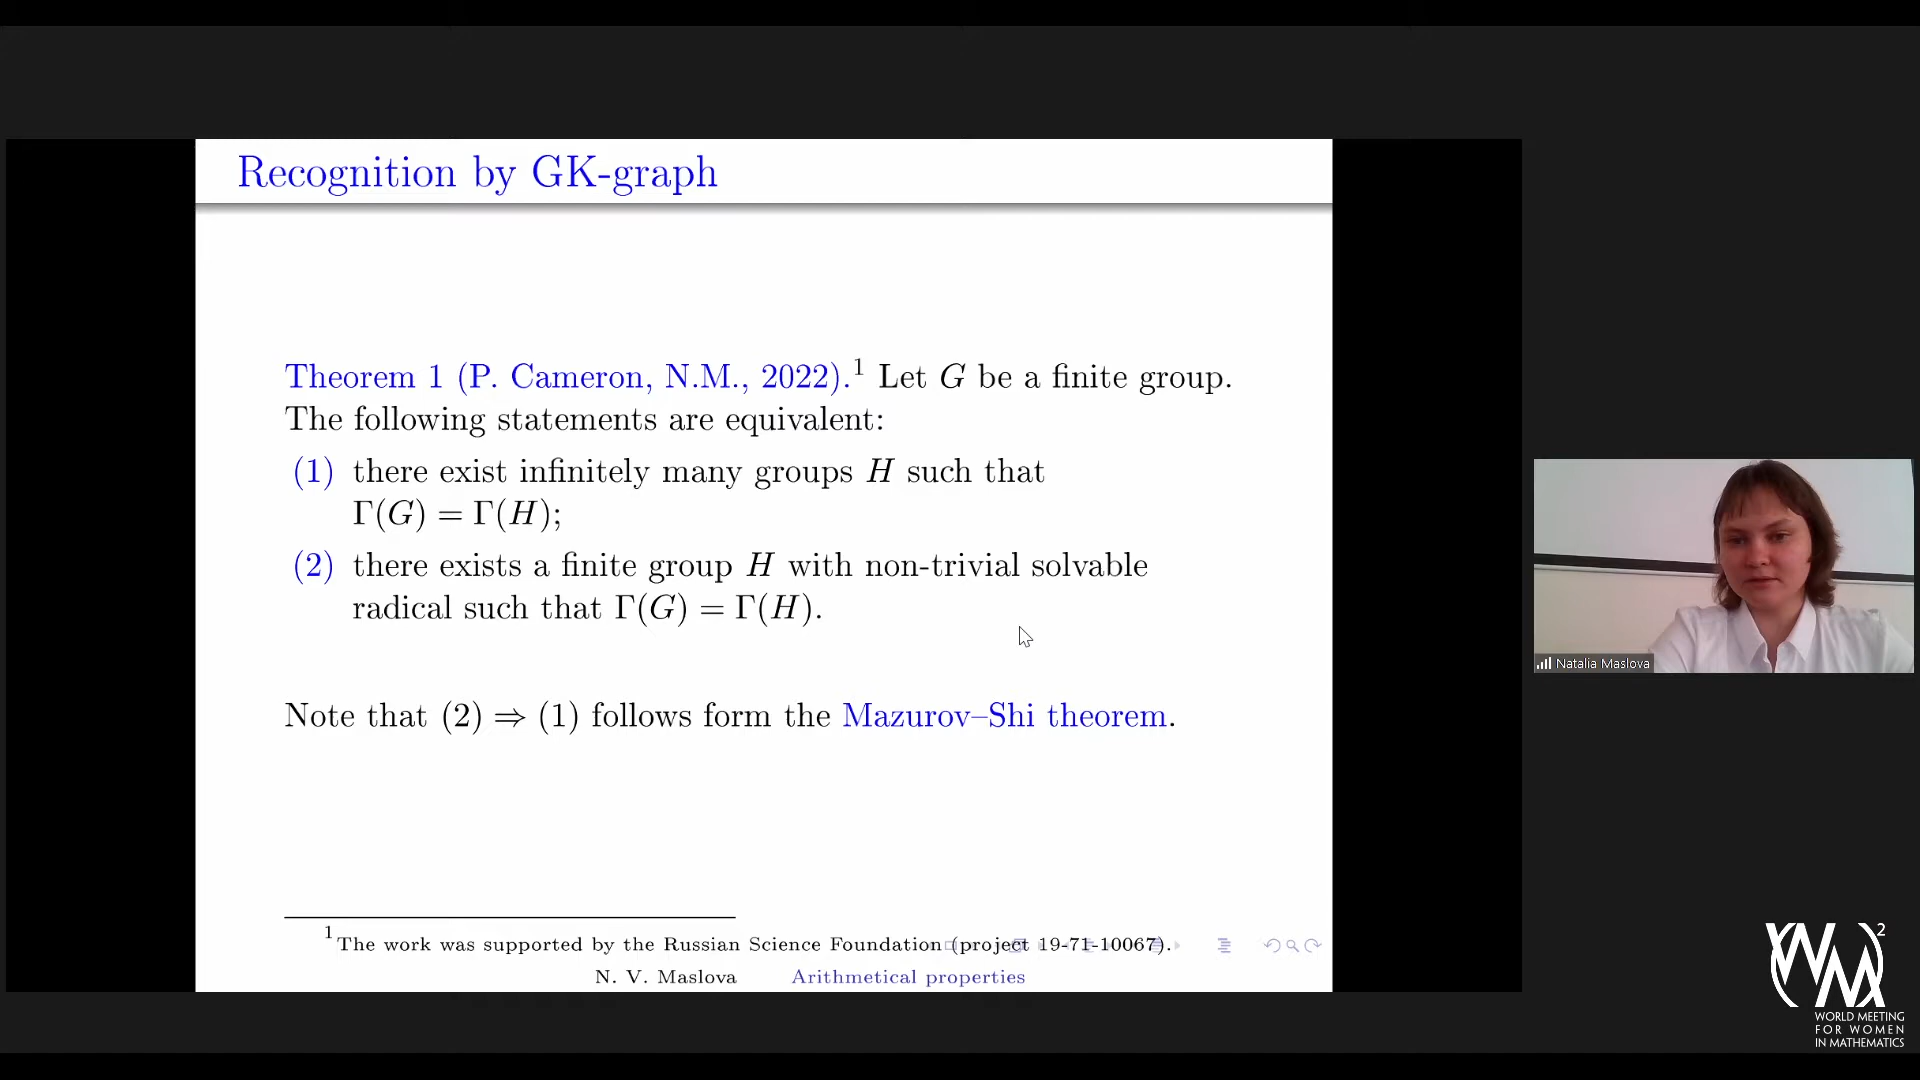 Recognition by GK-graph
Theorem 1 (P. Cameron, N.M., 2022).¹ Let G be a finite group.
The following statements are equivalent:
(1) there exist infinitely many groups H such that
Γ(G) = Γ(H);
(2) there exists a finite group H with non-trivial solvable
radical such that Γ(G) = Γ(H).
Note that (2) ⇒ (1) follows form the Mazurov–Shi theorem.
¹The work was supported by the Russian Science Foundation (project 19-71-10067).
N. V. Maslova Arithmetical properties
Natalia Maslova
(WM)²
WORLD MEETING
FOR WOMEN
IN MATHEMATICS